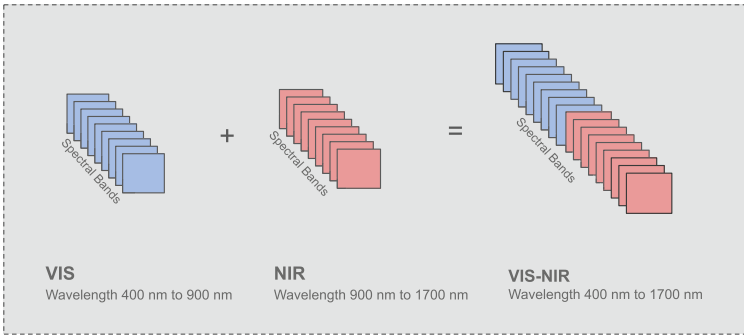 Spectral Bands
+
Spectral Bands
=
Spectral Bands
VIS
Wavelength 400 nm to 900 nm
NIR
Wavelength 900 nm to 1700 nm
VIS-NIR
Wavelength 400 nm to 1700 nm